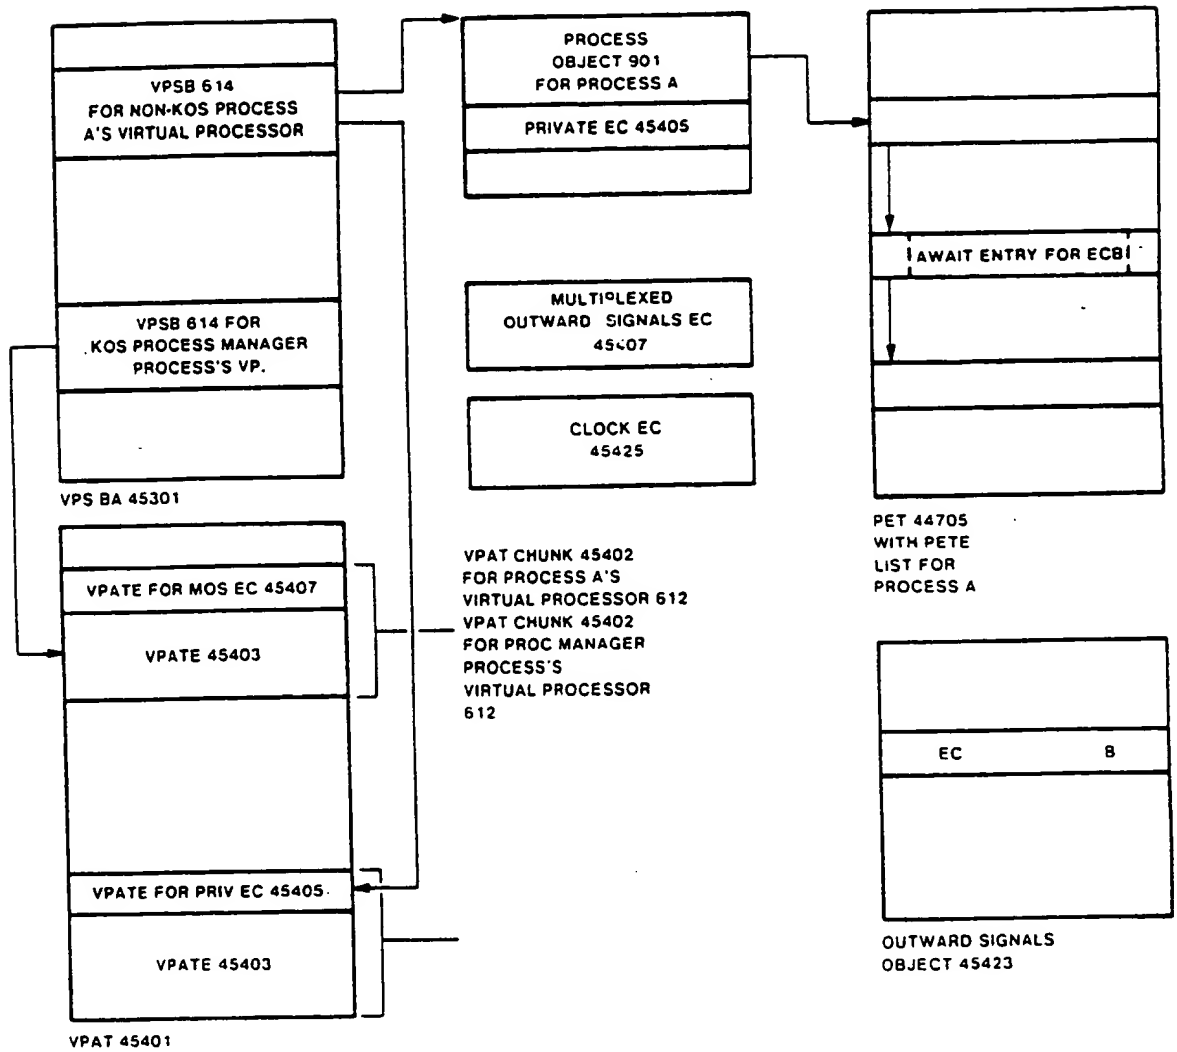 VPSB 614
FOR NON-KOS PROCESS
A'S VIRTUAL PROCESSOR
VPSB 614 FOR
KOS PROCESS MANAGER
PROCESS'S VP.
VPS BA 45301
PROCESS
OBJECT 901
FOR PROCESS A
PRIVATE EC 45405
MULTIPLEXED
OUTWARD SIGNALS EC
45407
CLOCK EC
45425
AWAIT ENTRY FOR ECB
PET 44705
WITH PETE
LIST FOR
PROCESS A
VPATE FOR MOS EC 45407
VPATE 45403
VPATE FOR PRIV EC 45405
VPATE 45403
VPAT 45401
VPAT CHUNK 45402
FOR PROCESS A'S
VIRTUAL PROCESSOR 612
VPAT CHUNK 45402
FOR PROC MANAGER
PROCESS'S
VIRTUAL PROCESSOR
612
EC B
OUTWARD SIGNALS
OBJECT 45423